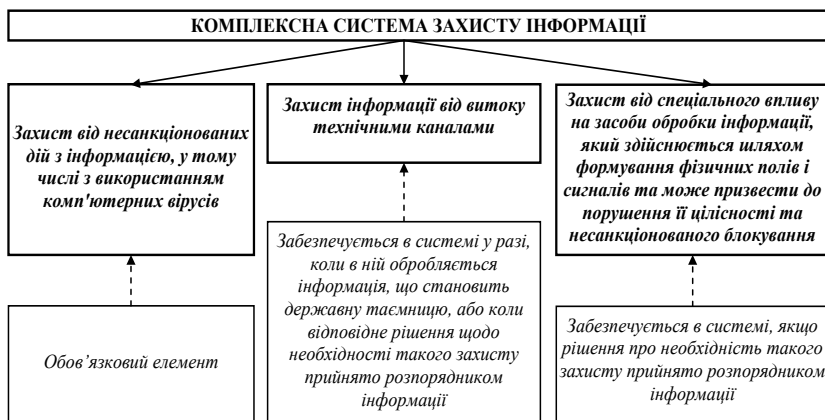 КОМПЛЕКСНА СИСТЕМА ЗАХИСТУ ІНФОРМАЦІЇ
Захист від несанкціонованих
дій з інформацією, у тому
числі з використанням
комп'ютерних вірусів
Захист інформації від витоку
технічними каналами
Захист від спеціального впливу
на засоби обробки інформації,
який здійснюється шляхом
формування фізичних полів і
сигналів та може призвести до
порушення її цілісності та
несанкціонованого блокування
Обов’язковий елемент
Забезпечується в системі у разі,
коли в ній обробляється
інформація, що становить
державну таємницю, або коли
відповідне рішення щодо
необхідності такого захисту
прийнято розпорядником
інформації
Забезпечується в системі, якщо
рішення про необхідність такого
захисту прийнято розпорядником
інформації